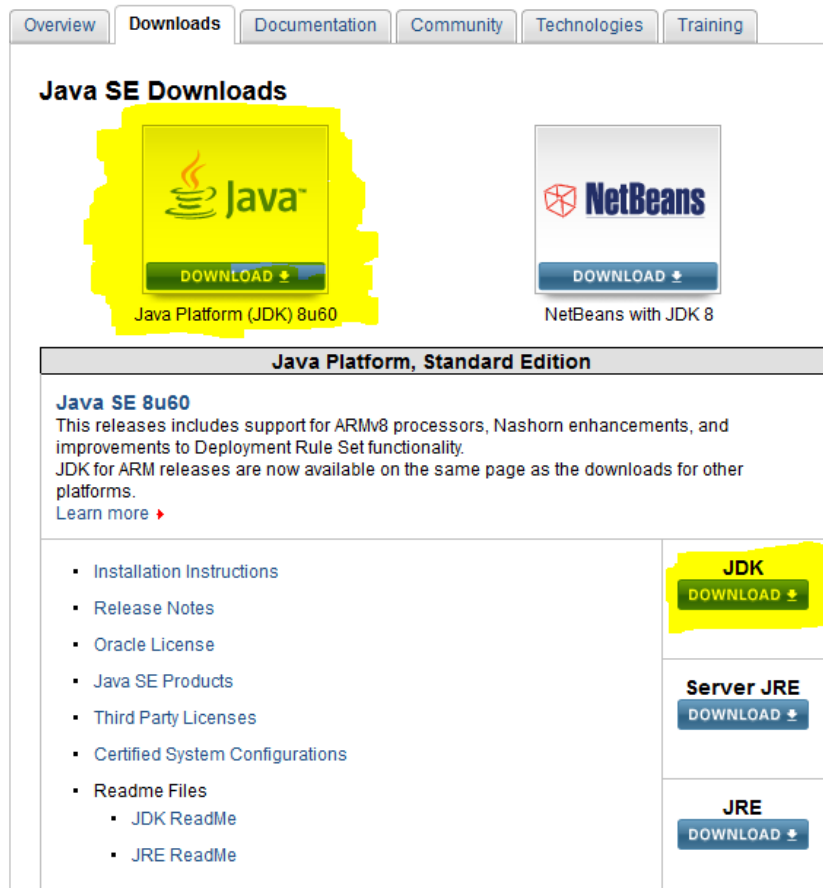 Overview Downloads Documentation Community Technologies Training
Java SE Downloads
Java™
DOWNLOAD
Java Platform (JDK) 8u60
NetBeans
DOWNLOAD
NetBeans with JDK 8
Java Platform, Standard Edition
Java SE 8u60
This releases includes support for ARMv8 processors, Nashorn enhancements, and
improvements to Deployment Rule Set functionality.
JDK for ARM releases are now available on the same page as the downloads for other
platforms.
Learn more
Installation Instructions
Release Notes
Oracle License
Java SE Products
Third Party Licenses
Certified System Configurations
Readme Files
JDK ReadMe
JRE ReadMe
JDK
DOWNLOAD
Server JRE
DOWNLOAD
JRE
DOWNLOAD